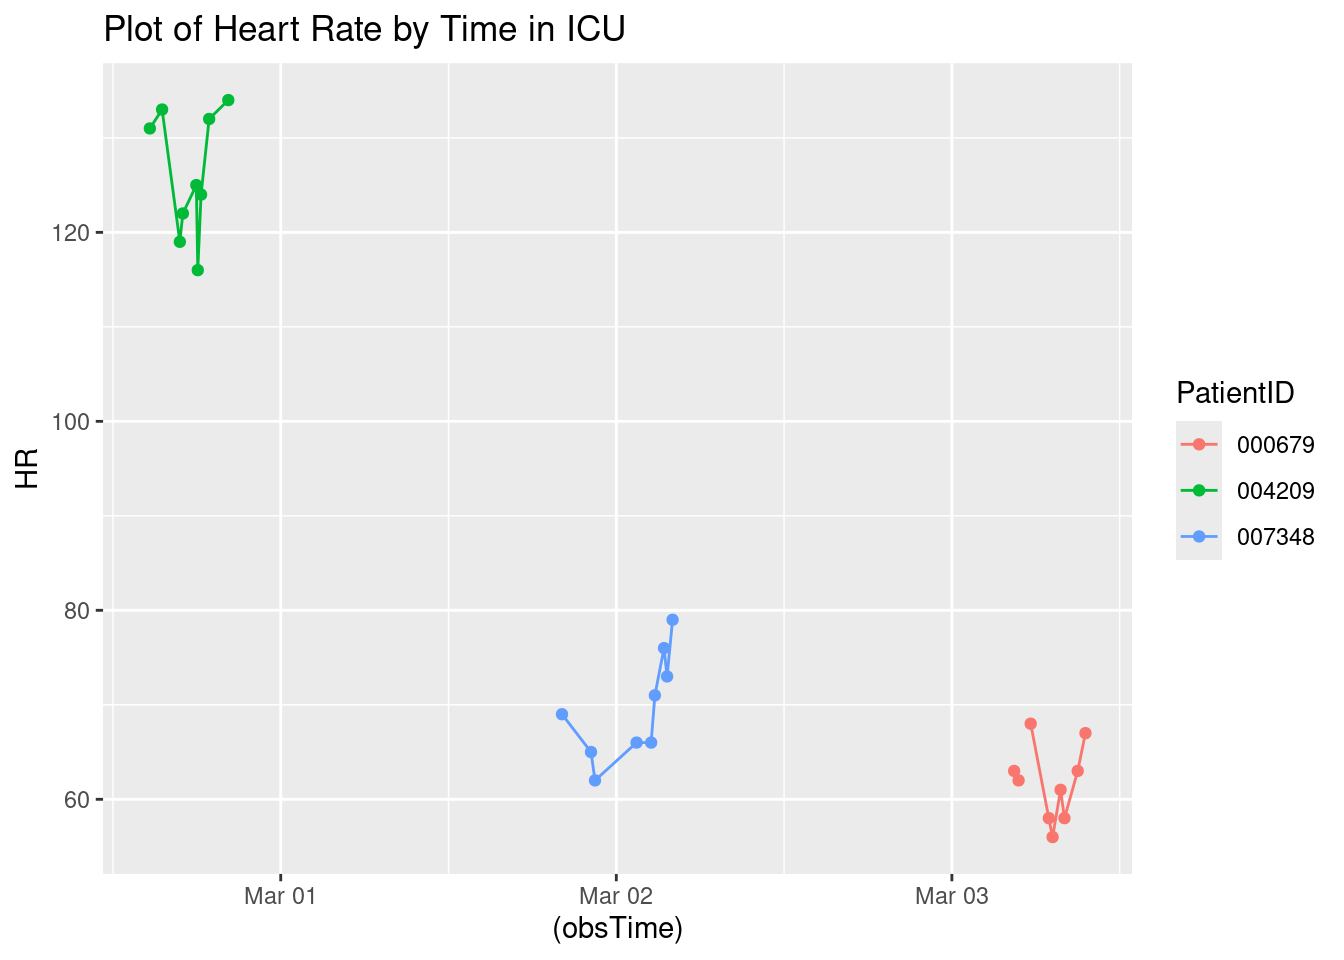 Plot of Heart Rate by Time in ICU
HR
120
100
80
60
Mar 01
Mar 02
Mar 03
(obsTime)
PatientID
000679
004209
007348